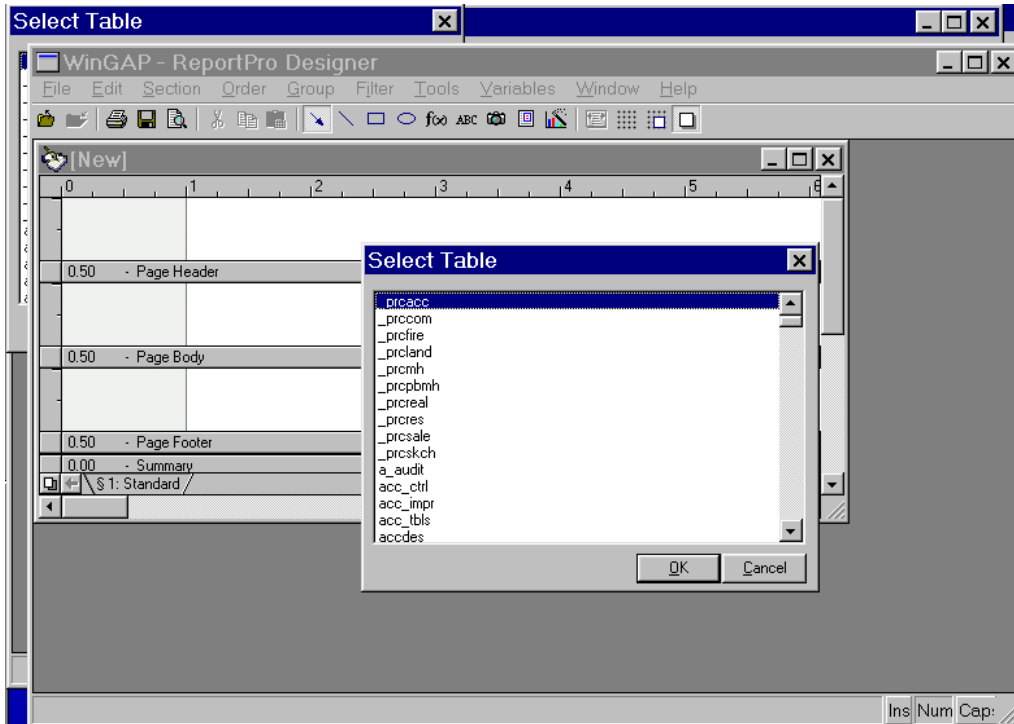 Select Table
WinGAP - ReportPro Designer
File Edit Section Order Group Filter Tools Variables Window Help
f(x) ABC
[New]
0 1 2 3 4 5 6
0.50 - Page Header
0.50 - Page Body
0.50 - Page Footer
0.00 - Summary
§ 1: Standard
Select Table
_prcacc
_prccom
_prcfire
_prcland
_prcmh
_prcpbmh
_prcreal
_prcres
_prcsale
_prcskch
a_audit
acc_ctrl
acc_impr
acc_tbls
accdes
OK Cancel
Ins Num Cap: